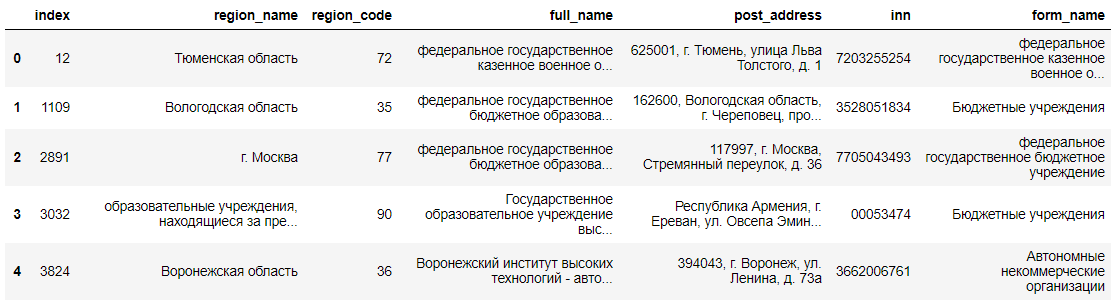 index region_name region_code full_name post_address inn form_name
0 12 Тюменская область 72 федеральное государственное казенное военное о... 625001, г. Тюмень, улица Льва Толстого, д. 1 7203255254 федеральное государственное казенное военное о...
1 1109 Вологодская область 35 федеральное государственное бюджетное образова... 162600, Вологодская область, г. Череповец, про... 3528051834 Бюджетные учреждения
2 2891 г. Москва 77 федеральное государственное бюджетное образова... 117997, г. Москва, Стремянный переулок, д. 36 7705043493 федеральное государственное бюджетное учреждение
3 3032 образовательные учреждения, находящиеся за пре... 90 Государственное образовательное учреждение выс... Республика Армения, г. Ереван, ул. Овсепа Эмин... 00053474 Бюджетные учреждения
4 3824 Воронежская область 36 Воронежский институт высоких технологий - авто... 394043, г. Воронеж, ул. Ленина, д. 73а 3662006761 Автономные некоммерческие организации